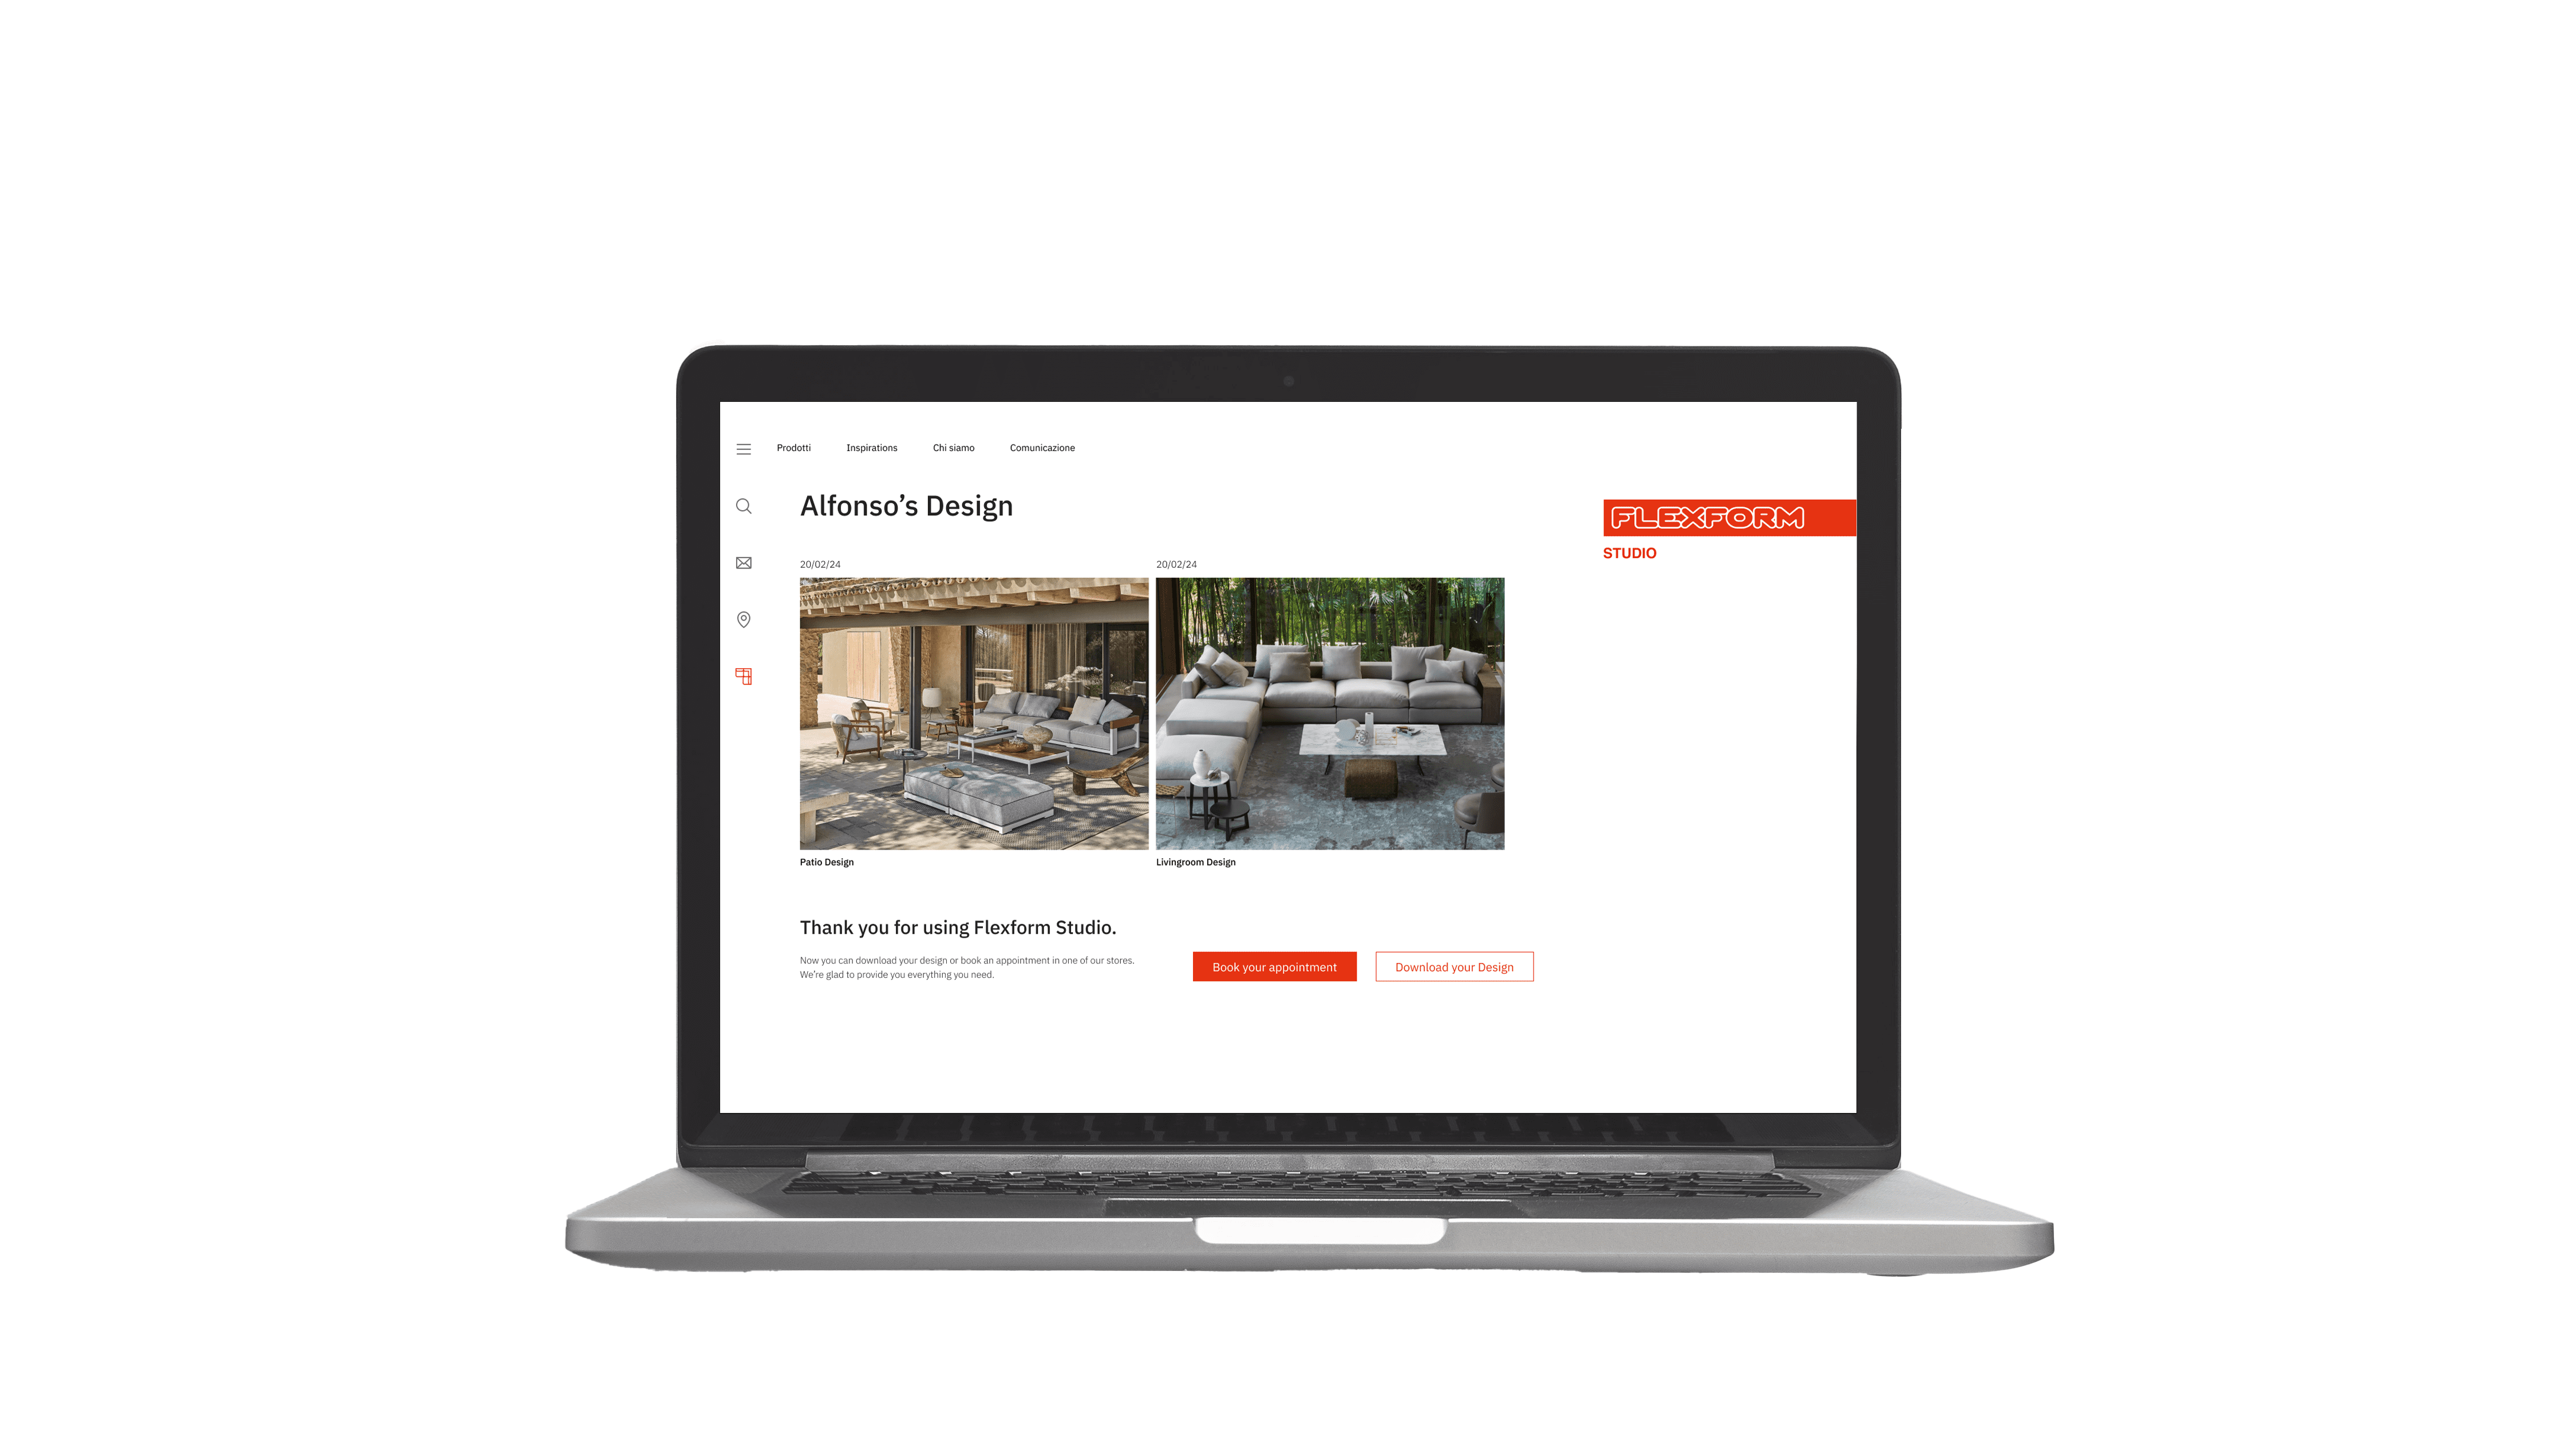 Prodotti Inspirations Chi siamo Comunicazione
Alfonso’s Design
FLEXFORM
STUDIO
20/02/24 20/02/24
Patio Design Livingroom Design
Thank you for using Flexform Studio.
Now you can download your design or book an appointment in one of our stores.
We’re glad to provide you everything you need.
Book your appointment Download your Design